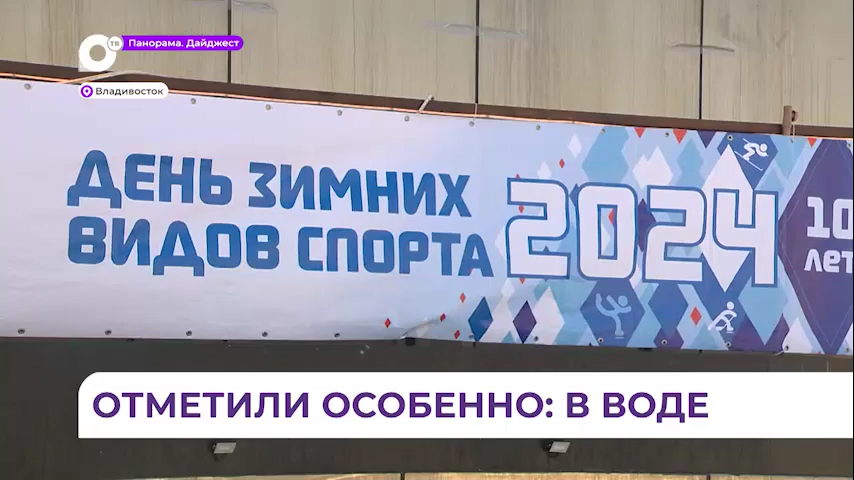 ТВ
Панорама. Дайджест
Владивосток
ДЕНЬ ЗИМНИХ
ВИДОВ СПОРТА
2024
10
лет
ОТМЕТИЛИ ОСОБЕННО: В ВОДЕ